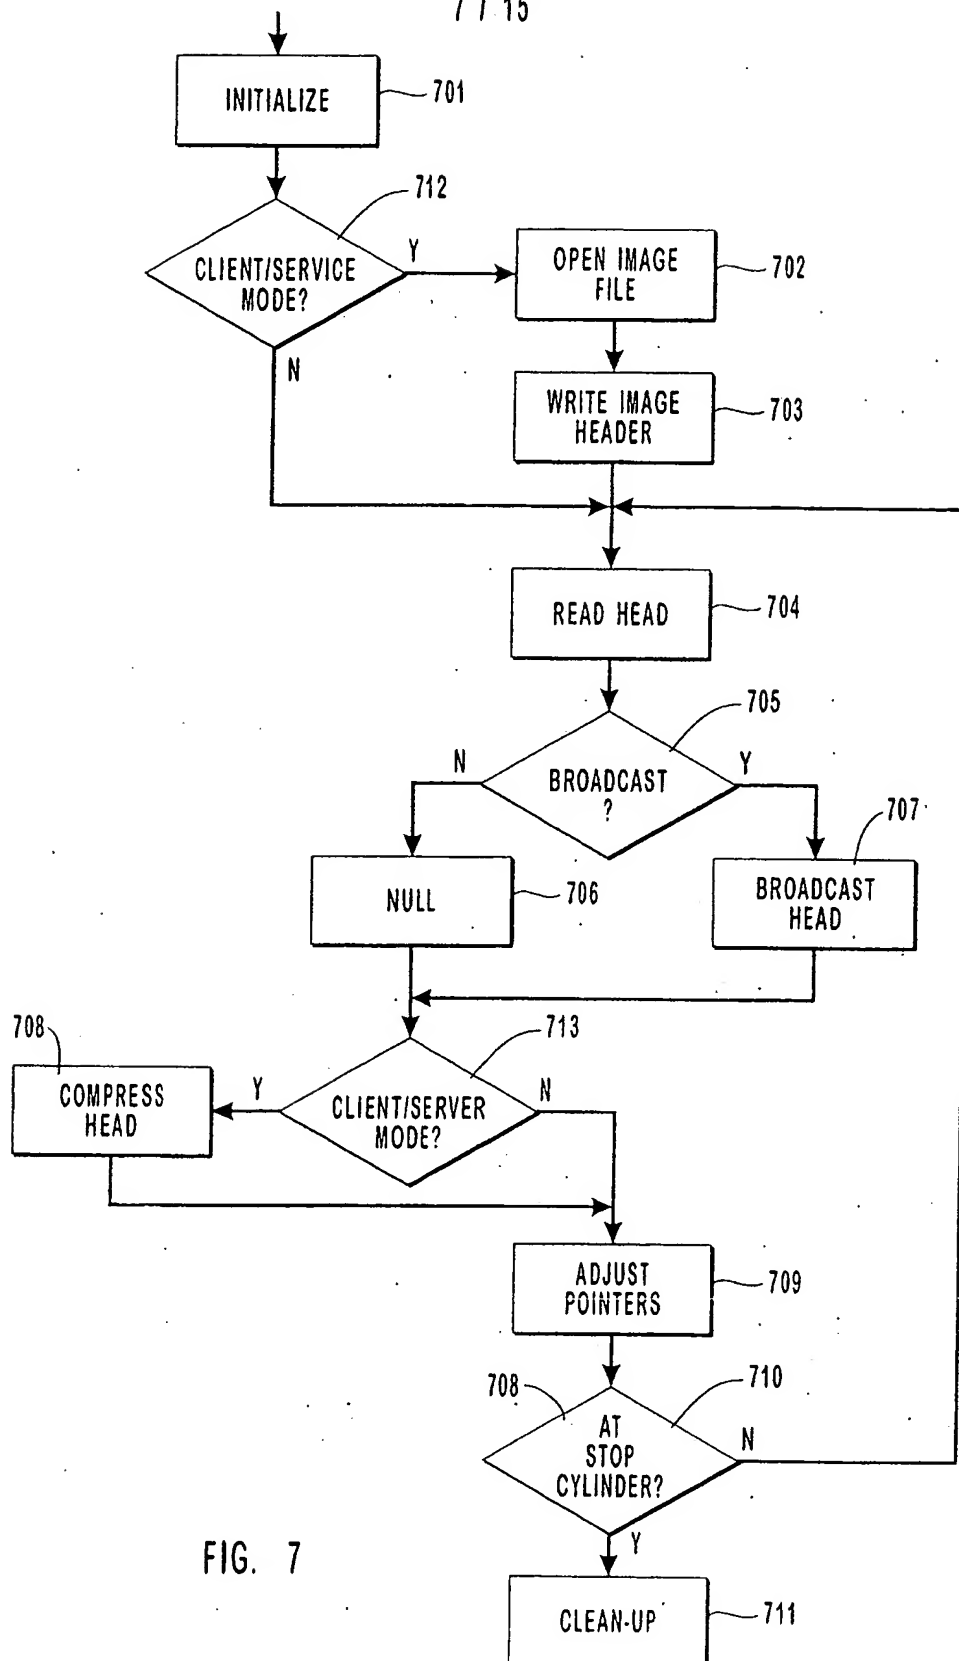 7 / 15
INITIALIZE
701
712
CLIENT/SERVICE
MODE?
Y
N
OPEN IMAGE
FILE
702
WRITE IMAGE
HEADER
703
READ HEAD
704
705
BROADCAST
?
N
Y
707
NULL
706
BROADCAST
HEAD
708
COMPRESS
HEAD
713
CLIENT/SERVER
MODE?
Y
N
ADJUST
POINTERS
709
708
710
AT
STOP
CYLINDER?
N
Y
FIG. 7
CLEAN-UP
711